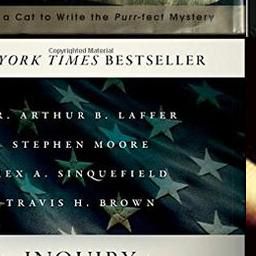 a Cat to Write the Purr-fect Mystery
Copyrighted Material
YORK TIMES BESTSELLER
R. ARTHUR B. LAFFER
STEPHEN MOORE
EX A. SINQUEFIELD
TRAVIS H. BROWN
INQUIRY